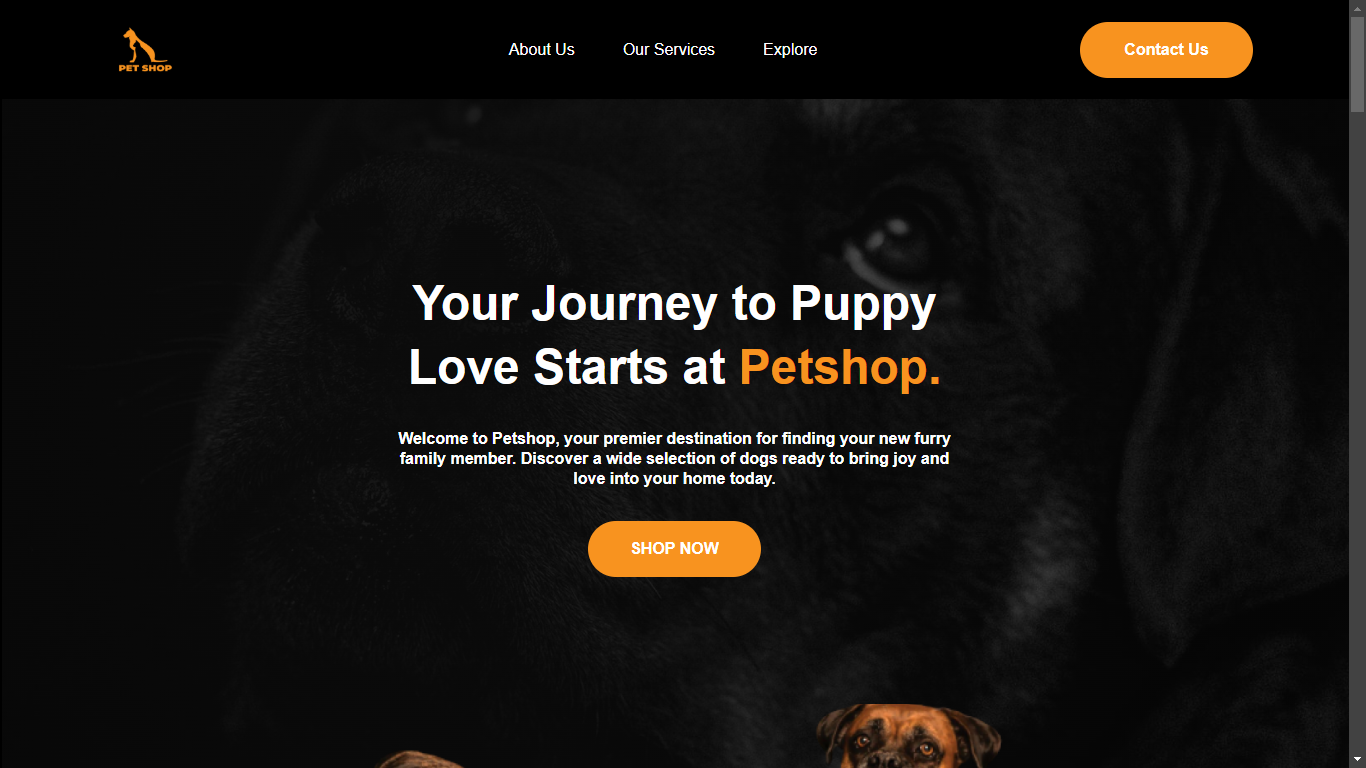 PET SHOP
About Us
Our Services
Explore
Contact Us
Your Journey to Puppy
Love Starts at Petshop.
Welcome to Petshop, your premier destination for finding your new furry
family member. Discover a wide selection of dogs ready to bring joy and
love into your home today.
SHOP NOW